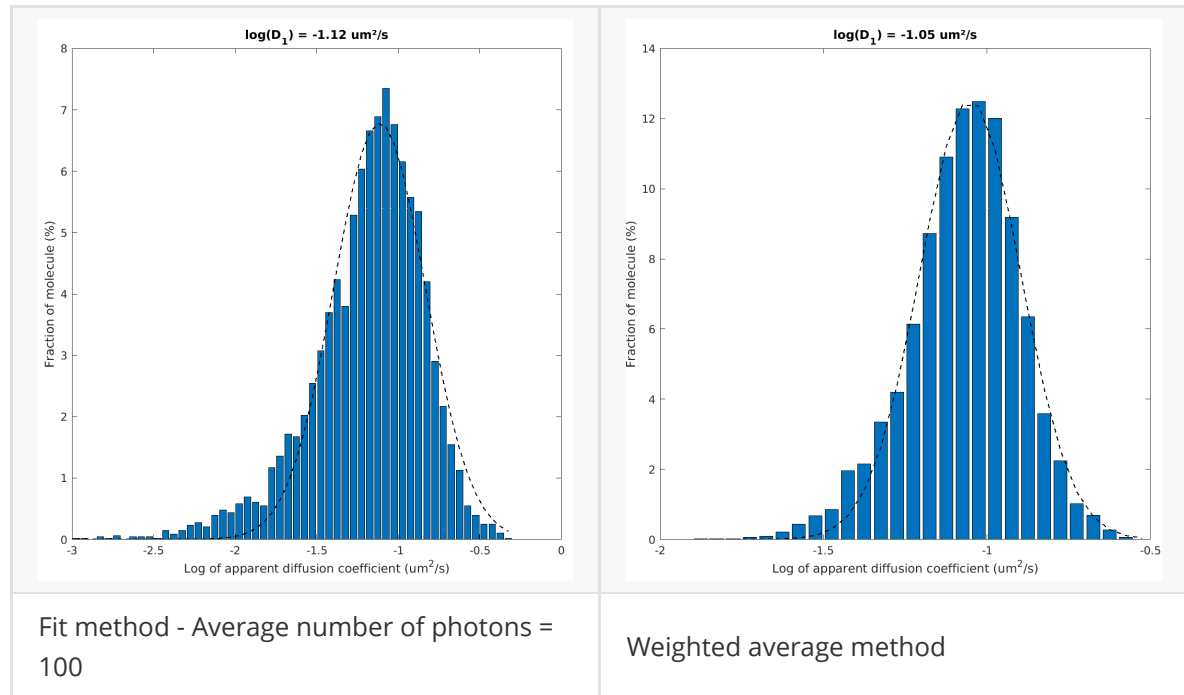 log(D1) = -1.12 um²/s
8
7
6
5
4
3
2
1
0
Fraction of molecule (%)
-3 -2.5 -2 -1.5 -1 -0.5 0
Log of apparent diffusion coefficient (um²/s)
log(D1) = -1.05 um²/s
14
12
10
8
6
4
2
0
Fraction of molecule (%)
-2 -1.5 -1 -0.5
Log of apparent diffusion coefficient (um²/s)
Fit method - Average number of photons =
100
Weighted average method